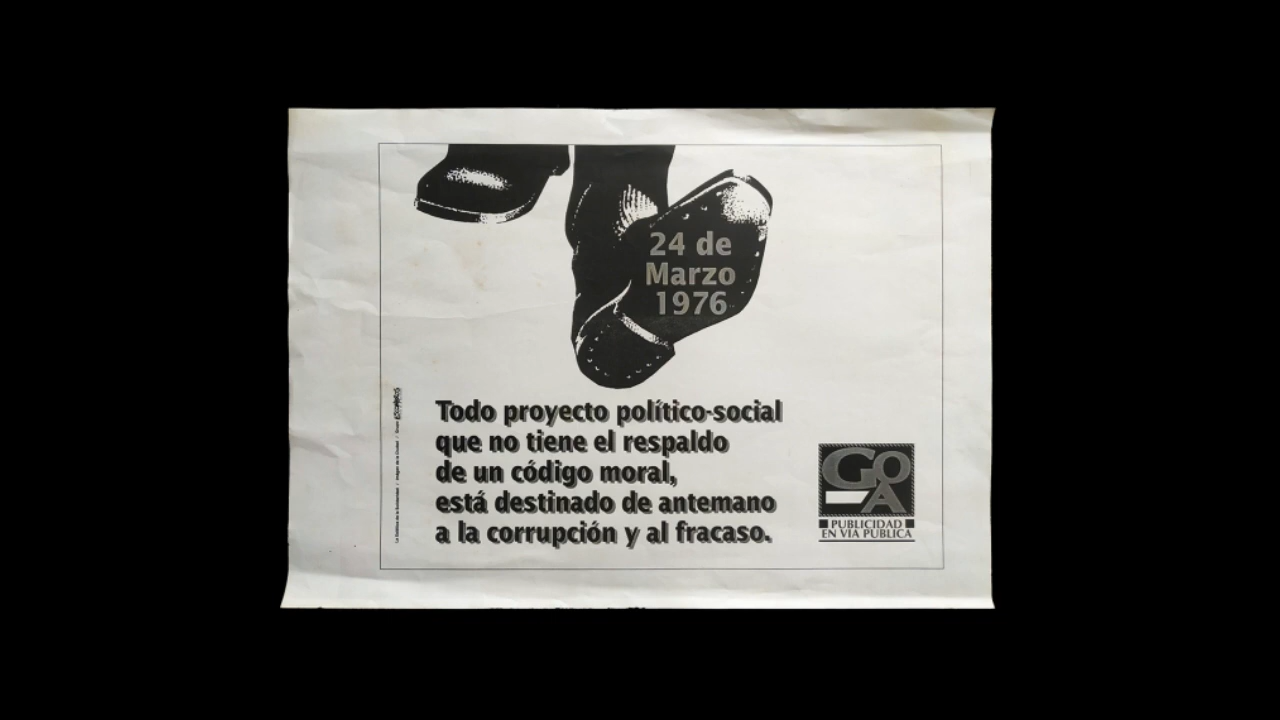 24 de
Marzo
1976
Todo proyecto político-social
que no tiene el respaldo
de un código moral,
está destinado de antemano
a la corrupción y al fracaso.
GOA
PUBLICIDAD
EN VIA PUBLICA